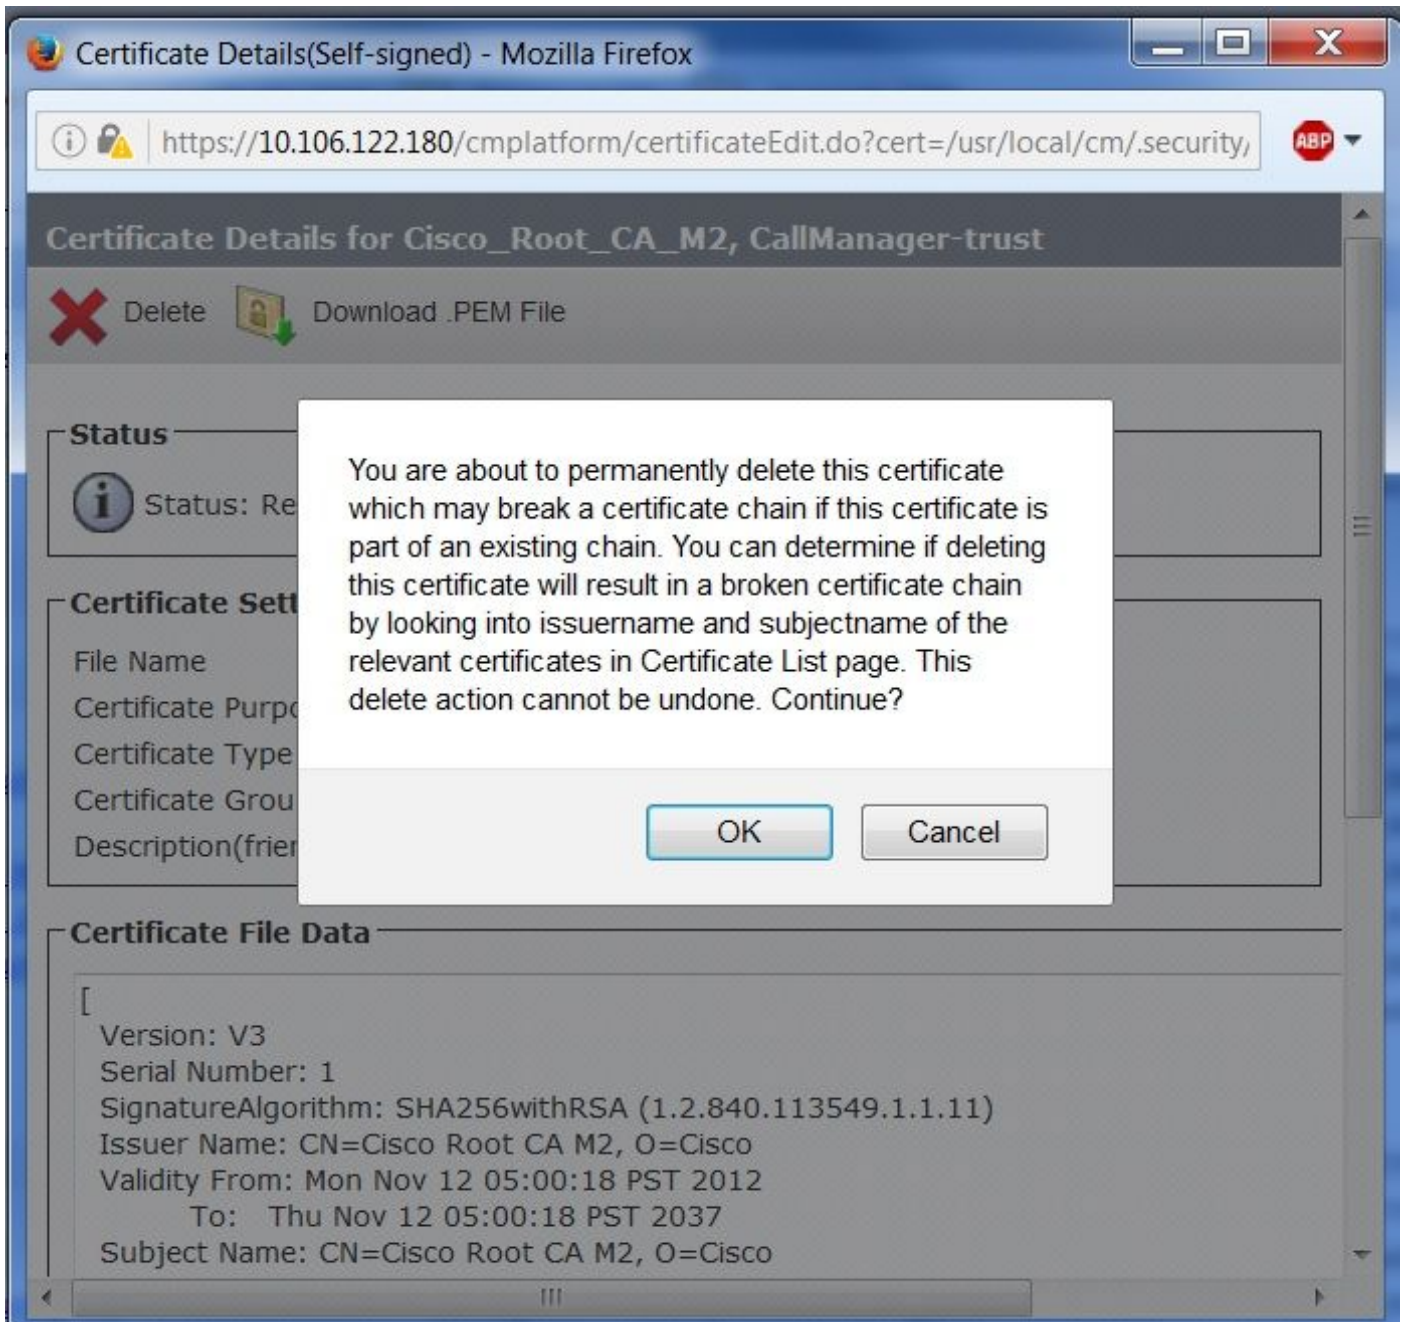 Certificate Details(Self-signed) - Mozilla Firefox
https://10.106.122.180/cmplatform/certificateEdit.do?cert=/usr/local/cm/.security/
ABP
Certificate Details for Cisco_Root_CA_M2, CallManager-trust
Delete
Download .PEM File
Status
Status: Re
You are about to permanently delete this certificate
which may break a certificate chain if this certificate is
part of an existing chain. You can determine if deleting
this certificate will result in a broken certificate chain
by looking into issuername and subjectname of the
relevant certificates in Certificate List page. This
delete action cannot be undone. Continue?
OK
Cancel
Certificate Sett
File Name
Certificate Purpo
Certificate Type
Certificate Grou
Description(frien
Certificate File Data
[
Version: V3
Serial Number: 1
SignatureAlgorithm: SHA256withRSA (1.2.840.113549.1.1.11)
Issuer Name: CN=Cisco Root CA M2, O=Cisco
Validity From: Mon Nov 12 05:00:18 PST 2012
To: Thu Nov 12 05:00:18 PST 2037
Subject Name: CN=Cisco Root CA M2, O=Cisco